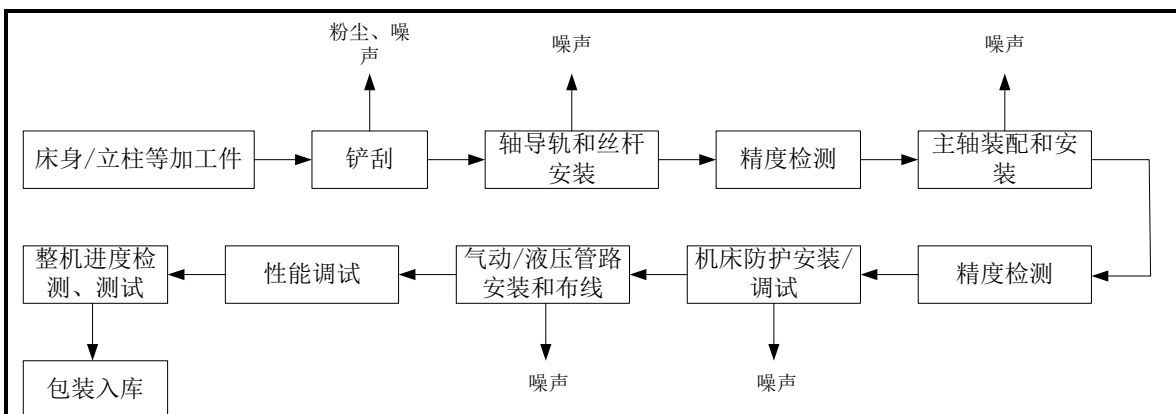 粉尘、噪
声
噪声
噪声
床身/立柱等加工件
铲刮
轴导轨和丝杆
安装
精度检测
主轴装配和安
装
整机进度检
测、测试
性能调试
气动/液压管路
安装和布线
机床防护安装/
调试
精度检测
包装入库
噪声
噪声